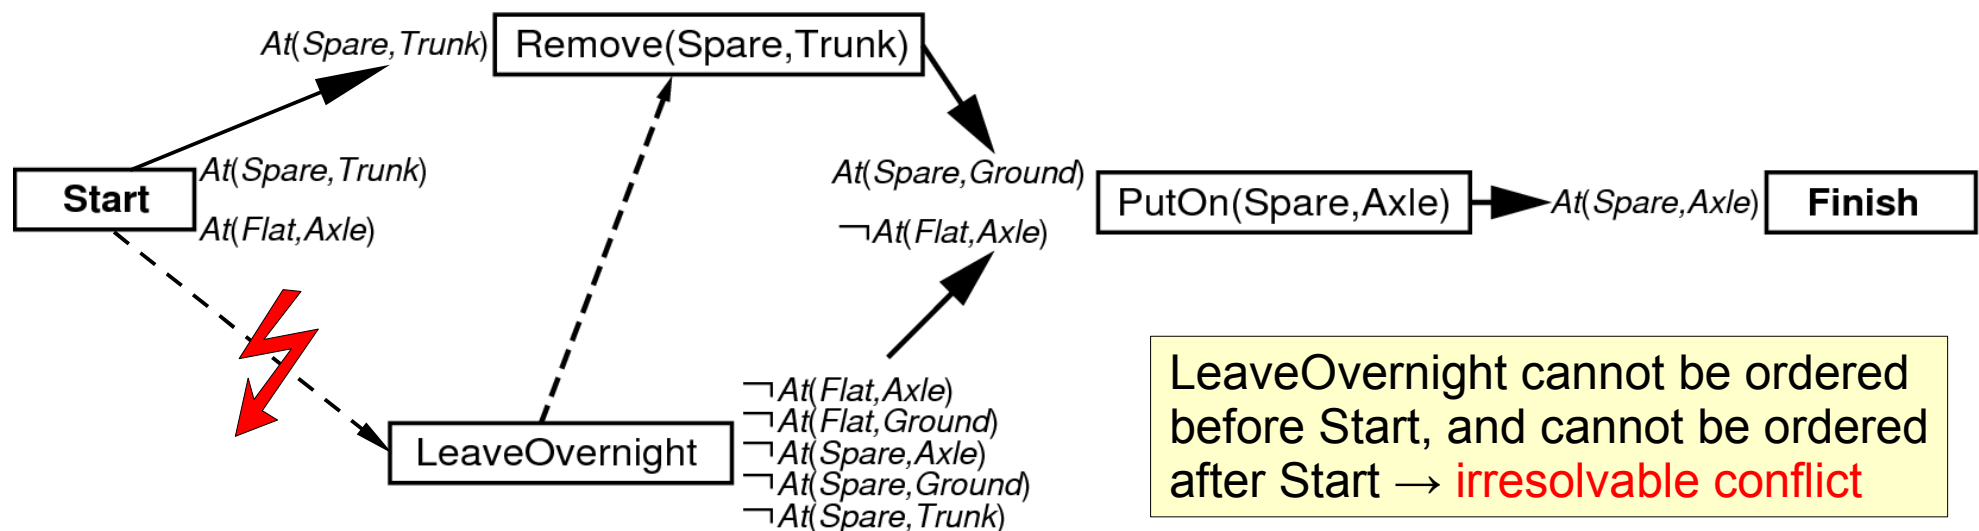 At(Spare,Trunk)
Remove(Spare,Trunk)
Start
At(Spare,Trunk)
At(Flat,Axle)
At(Spare,Ground)
¬At(Flat,Axle)
PutOn(Spare,Axle)
At(Spare,Axle)
Finish
LeaveOvernight
¬At(Flat,Axle)
¬At(Flat,Ground)
¬At(Spare,Axle)
¬At(Spare,Ground)
¬At(Spare,Trunk)
LeaveOvernight cannot be ordered
before Start, and cannot be ordered
after Start → irresolvable conflict